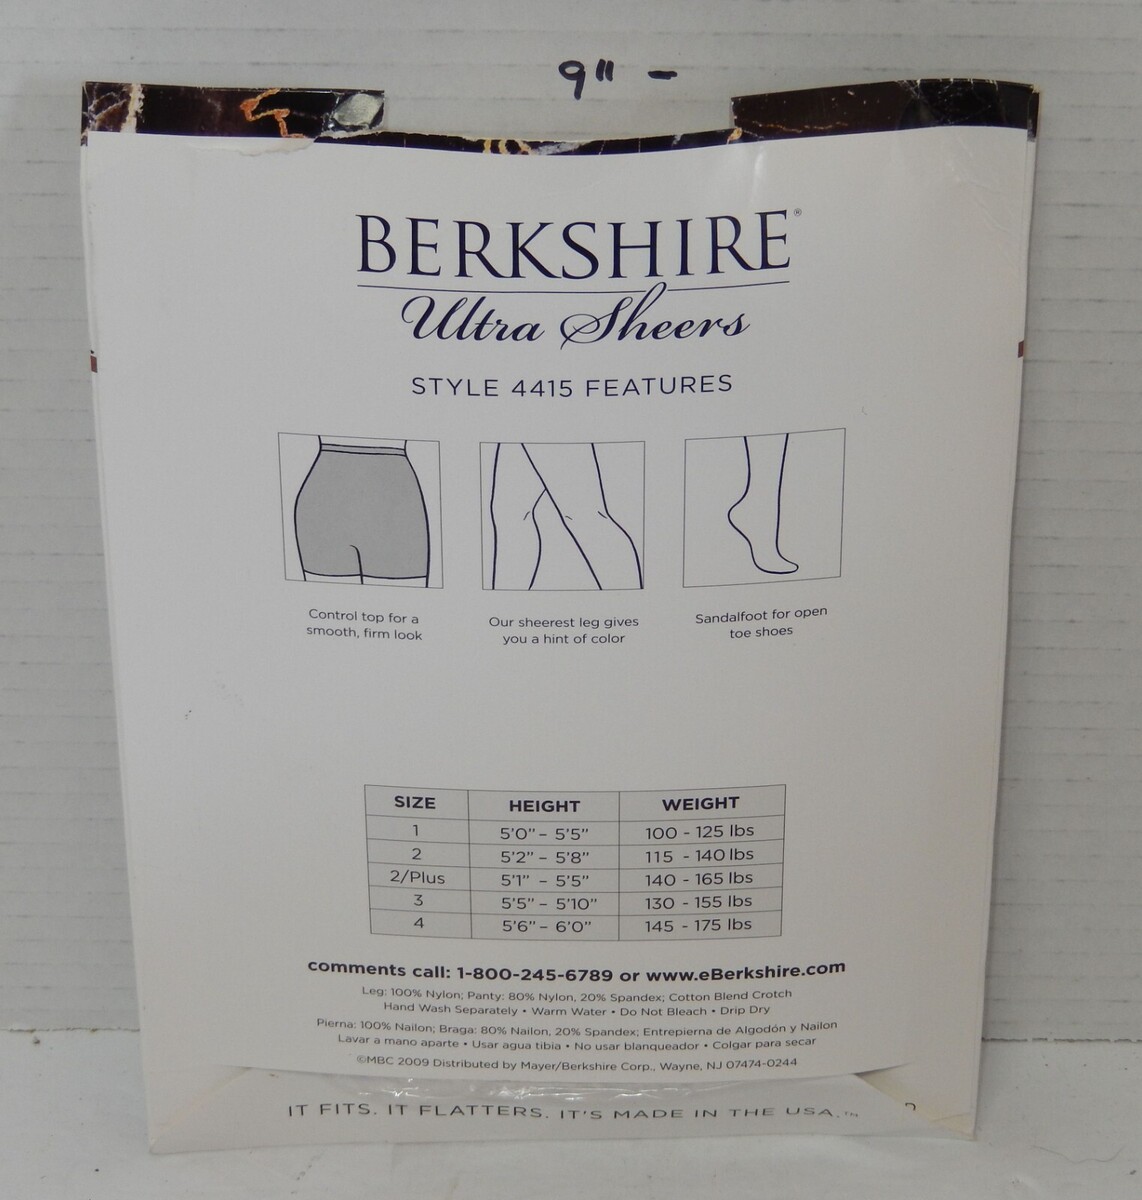 9" -
BERKSHIRE®
Ultra Sheers
STYLE 4415 FEATURES
Control top for a
smooth, firm look
Our sheerest leg gives
you a hint of color
Sandalfoot for open
toe shoes
SIZE HEIGHT WEIGHT
1 5'0" – 5'5" 100 - 125 lbs
2 5'2" – 5'8" 115 - 140 lbs
2/Plus 5'1" – 5'5" 140 - 165 lbs
3 5'5" – 5'10" 130 - 155 lbs
4 5'6" – 6'0" 145 - 175 lbs
comments call: 1-800-245-6789 or www.eBerkshire.com
Leg: 100% Nylon; Panty: 80% Nylon, 20% Spandex; Cotton Blend Crotch
Hand Wash Separately • Warm Water • Do Not Bleach • Drip Dry
Pierna: 100% Nailon; Braga: 80% Nailon, 20% Spandex; Entrepierna de Algodón y Nailon
Lavar a mano aparte • Usar agua tibia • No usar blanqueador • Colgar para secar
©MBC 2009 Distributed by Mayer/Berkshire Corp., Wayne, NJ 07474-0244
IT FITS. IT FLATTERS. IT'S MADE IN THE USA.™